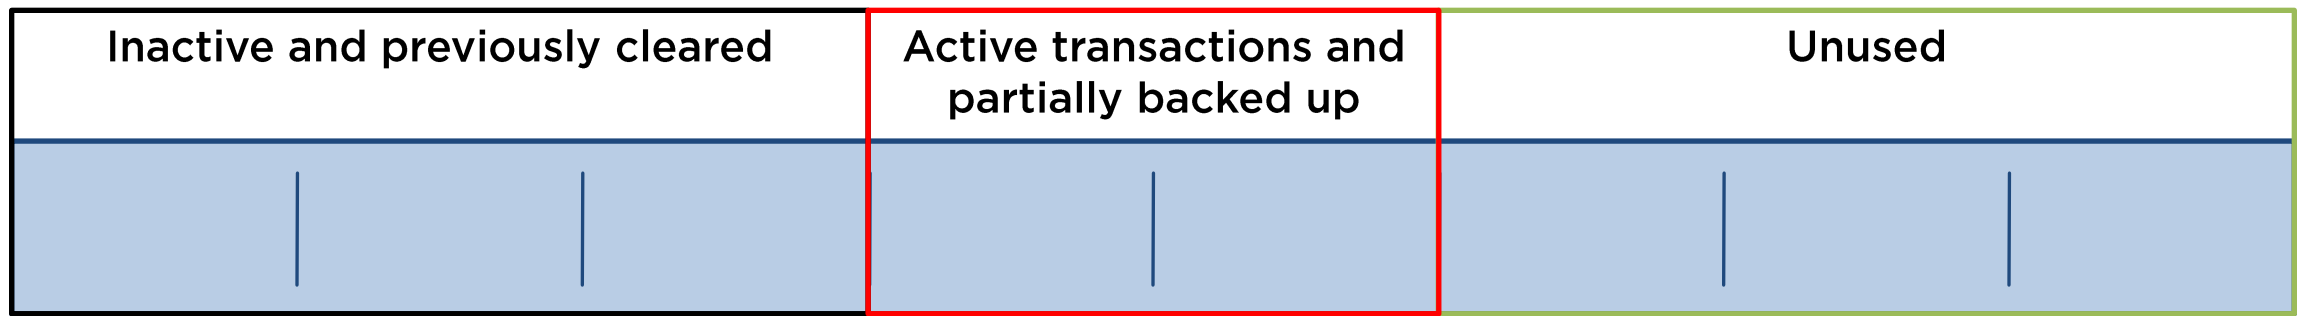 Inactive and previously cleared
Active transactions and
partially backed up
Unused